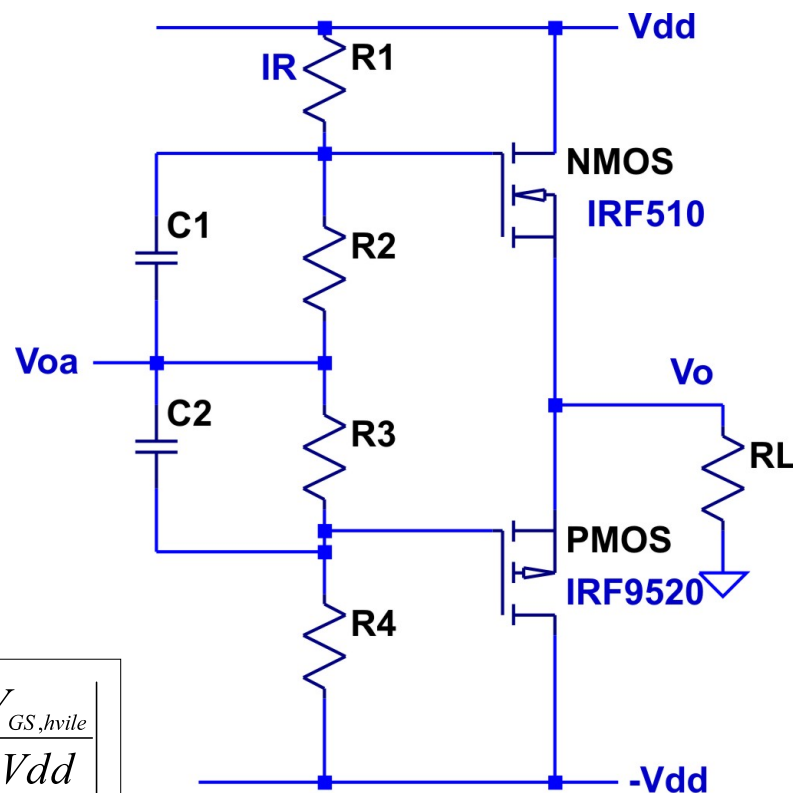 Vdd
IR R1
NMOS
IRF510
C1
R2
Voa
Vo
C2
R3
RL
PMOS
IRF9520
R4
GS,hvile
Vdd
-Vdd